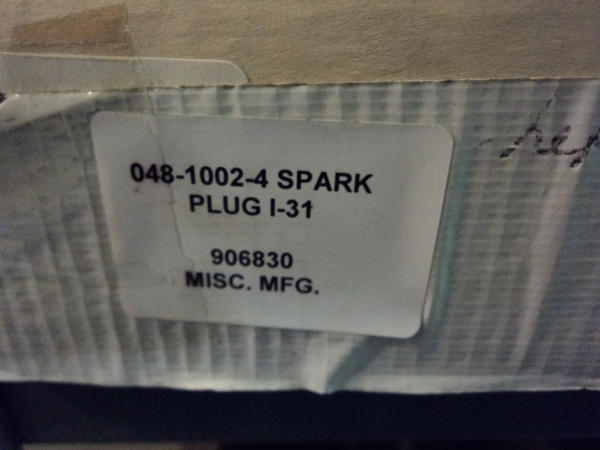 048-1002-4 SPARK
PLUG I-31
906830
MISC. MFG.